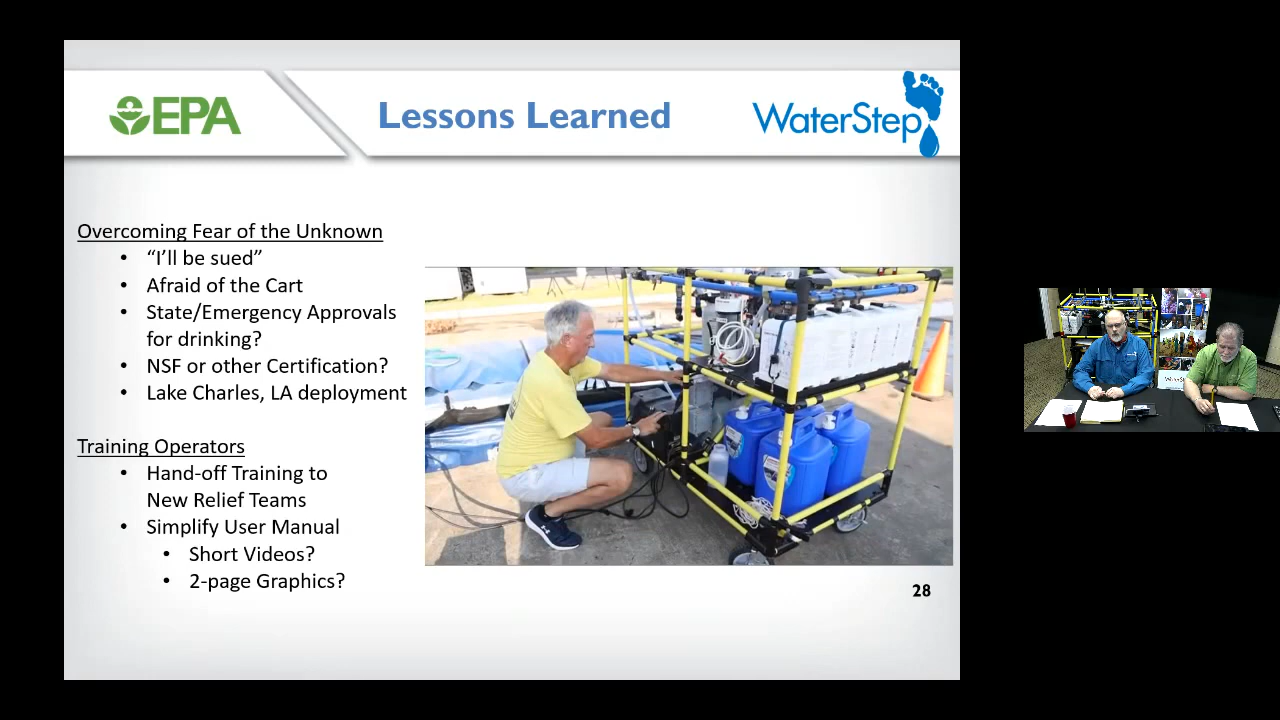 EPA
Lessons Learned
WaterStep
Overcoming Fear of the Unknown
• “I’ll be sued”
• Afraid of the Cart
• State/Emergency Approvals
for drinking?
• NSF or other Certification?
• Lake Charles, LA deployment
Training Operators
• Hand-off Training to
New Relief Teams
• Simplify User Manual
• Short Videos?
• 2-page Graphics?
28